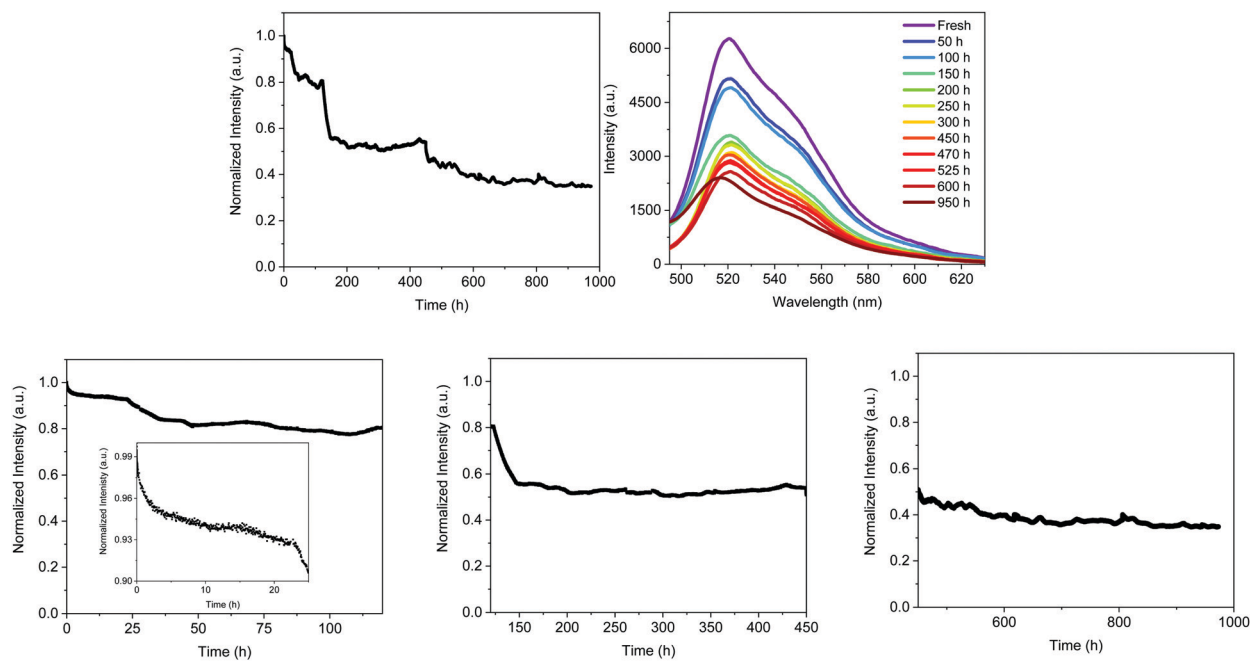 Normalized Intensity (a.u.)
1.0
0.8
0.6
0.4
0.2
0.0
0
200
400
600
800
1000
Time (h)
Intensity (a.u.)
6000
4500
3000
1500
0
500
520
540
560
580
600
620
Wavelength (nm)
Fresh
50 h
100 h
150 h
200 h
250 h
300 h
450 h
470 h
525 h
600 h
950 h
Normalized Intensity (a.u.)
1.0
0.8
0.6
0.4
0.2
0.0
0
25
50
75
100
Time (h)
Normalized Intenisty (a.u.)
0.99
0.96
0.93
0.90
0
10
20
Time (h)
Normalized Intensity (a.u.)
1.0
0.8
0.6
0.4
0.2
0.0
150
200
250
300
350
400
450
Time (h)
Normalized Intensity (a.u.)
1.0
0.8
0.6
0.4
0.2
0.0
600
800
1000
Time (h)